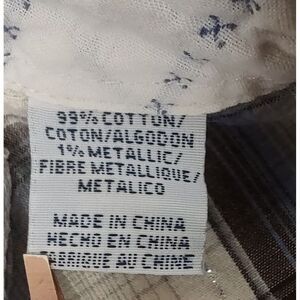 99% COTTON/
COTON/ALGODON
1% METALLIC/
FIBRE METALLIQUE/
METALICO
MADE IN CHINA
HECHO EN CHINA
FABRIQUE AU CHINE